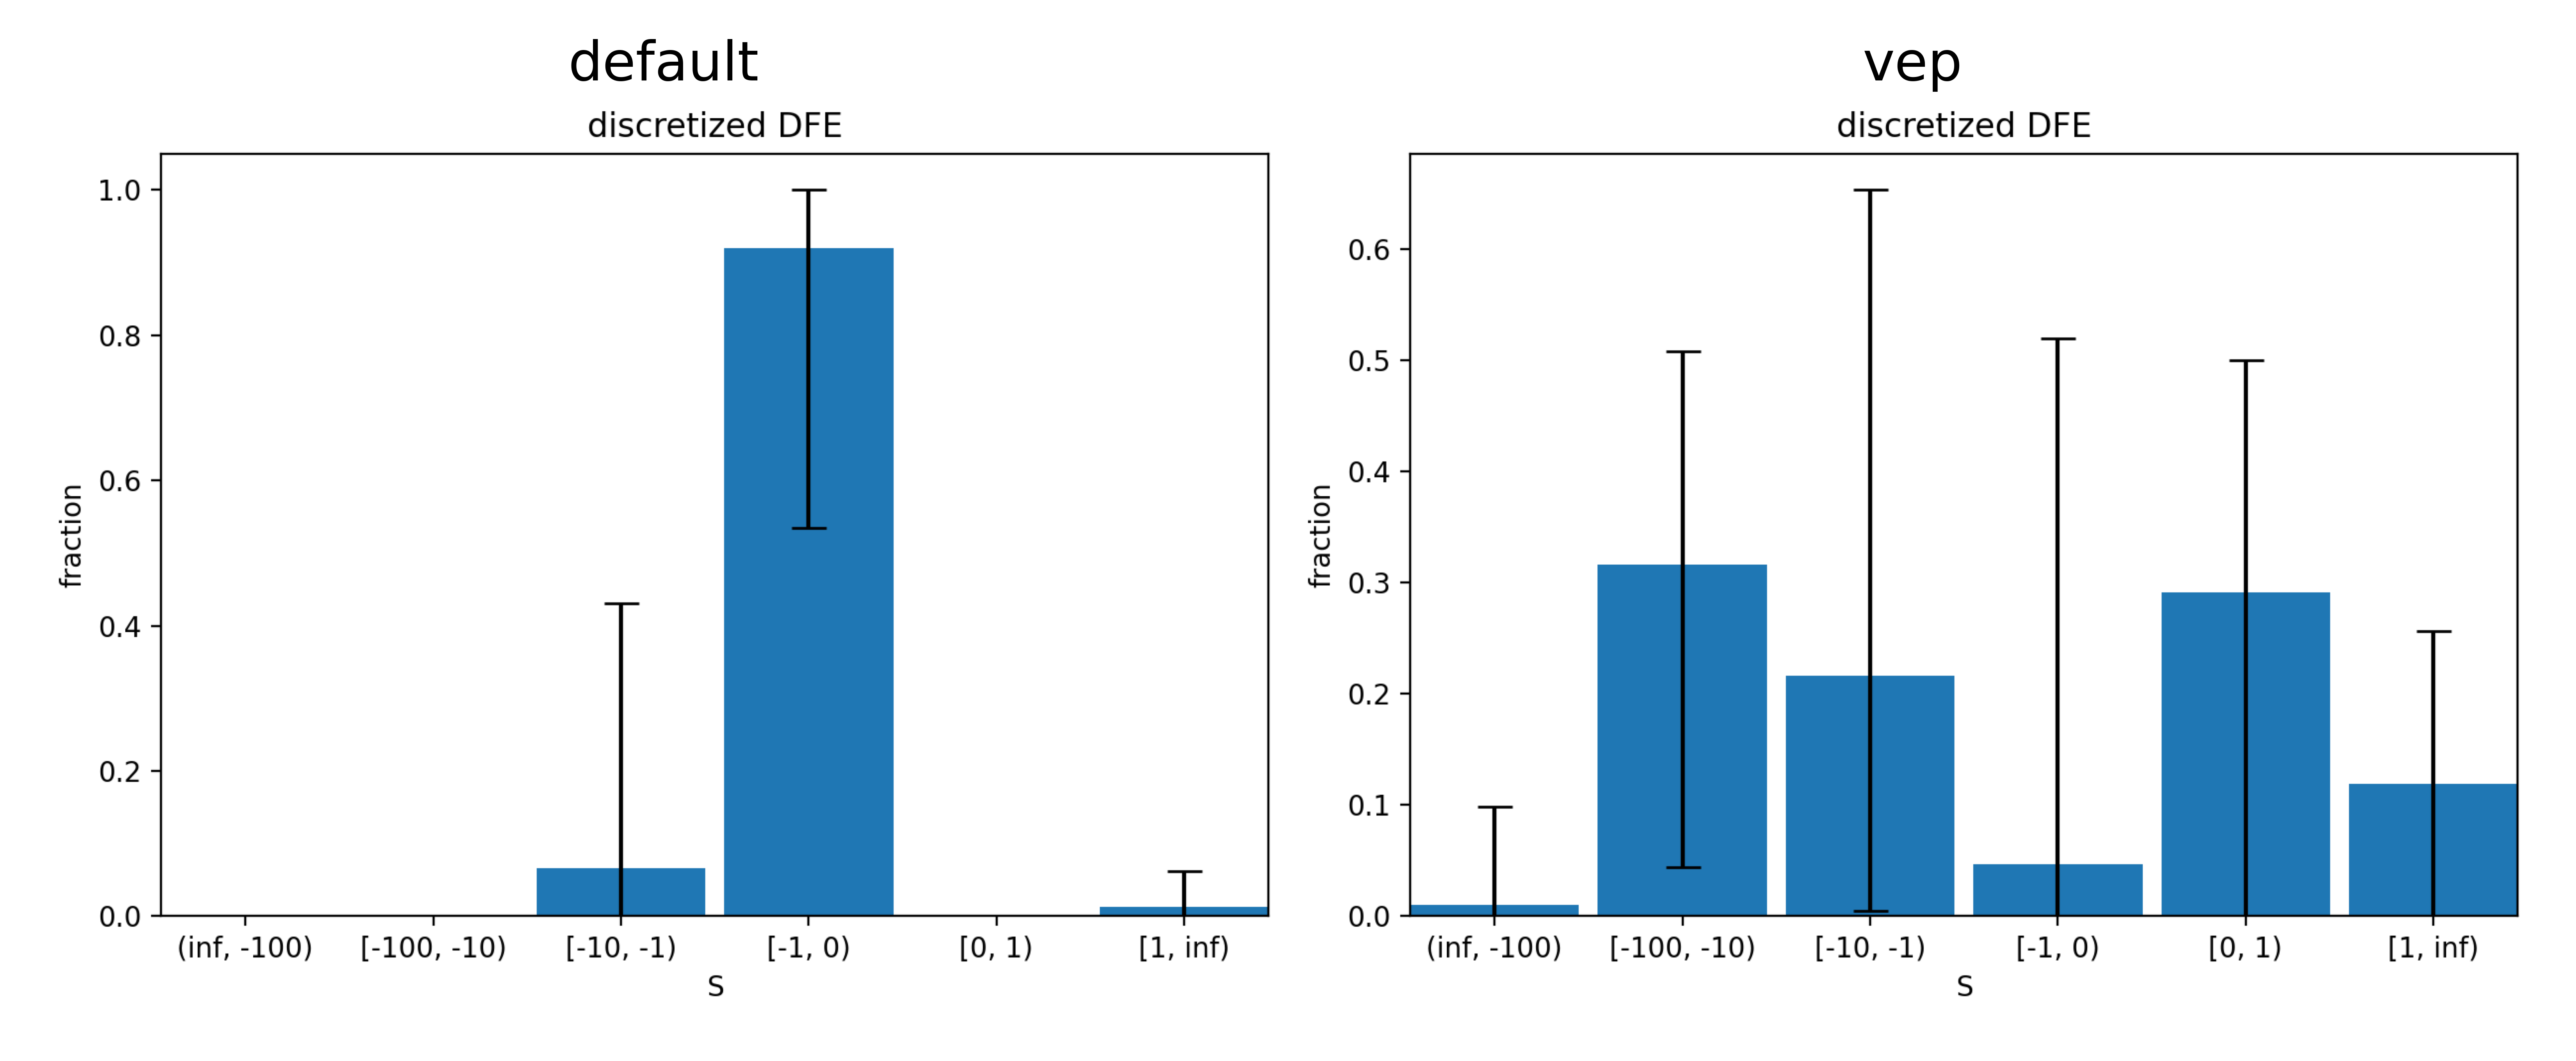 default
discretized DFE
1.0
0.8
0.6
0.4
0.2
0.0
fraction
(inf, -100) [-100, -10) [-10, -1) [-1, 0) [0, 1) [1, inf)
S
vep
discretized DFE
0.6
0.5
0.4
0.3
0.2
0.1
0.0
fraction
(inf, -100) [-100, -10) [-10, -1) [-1, 0) [0, 1) [1, inf)
S